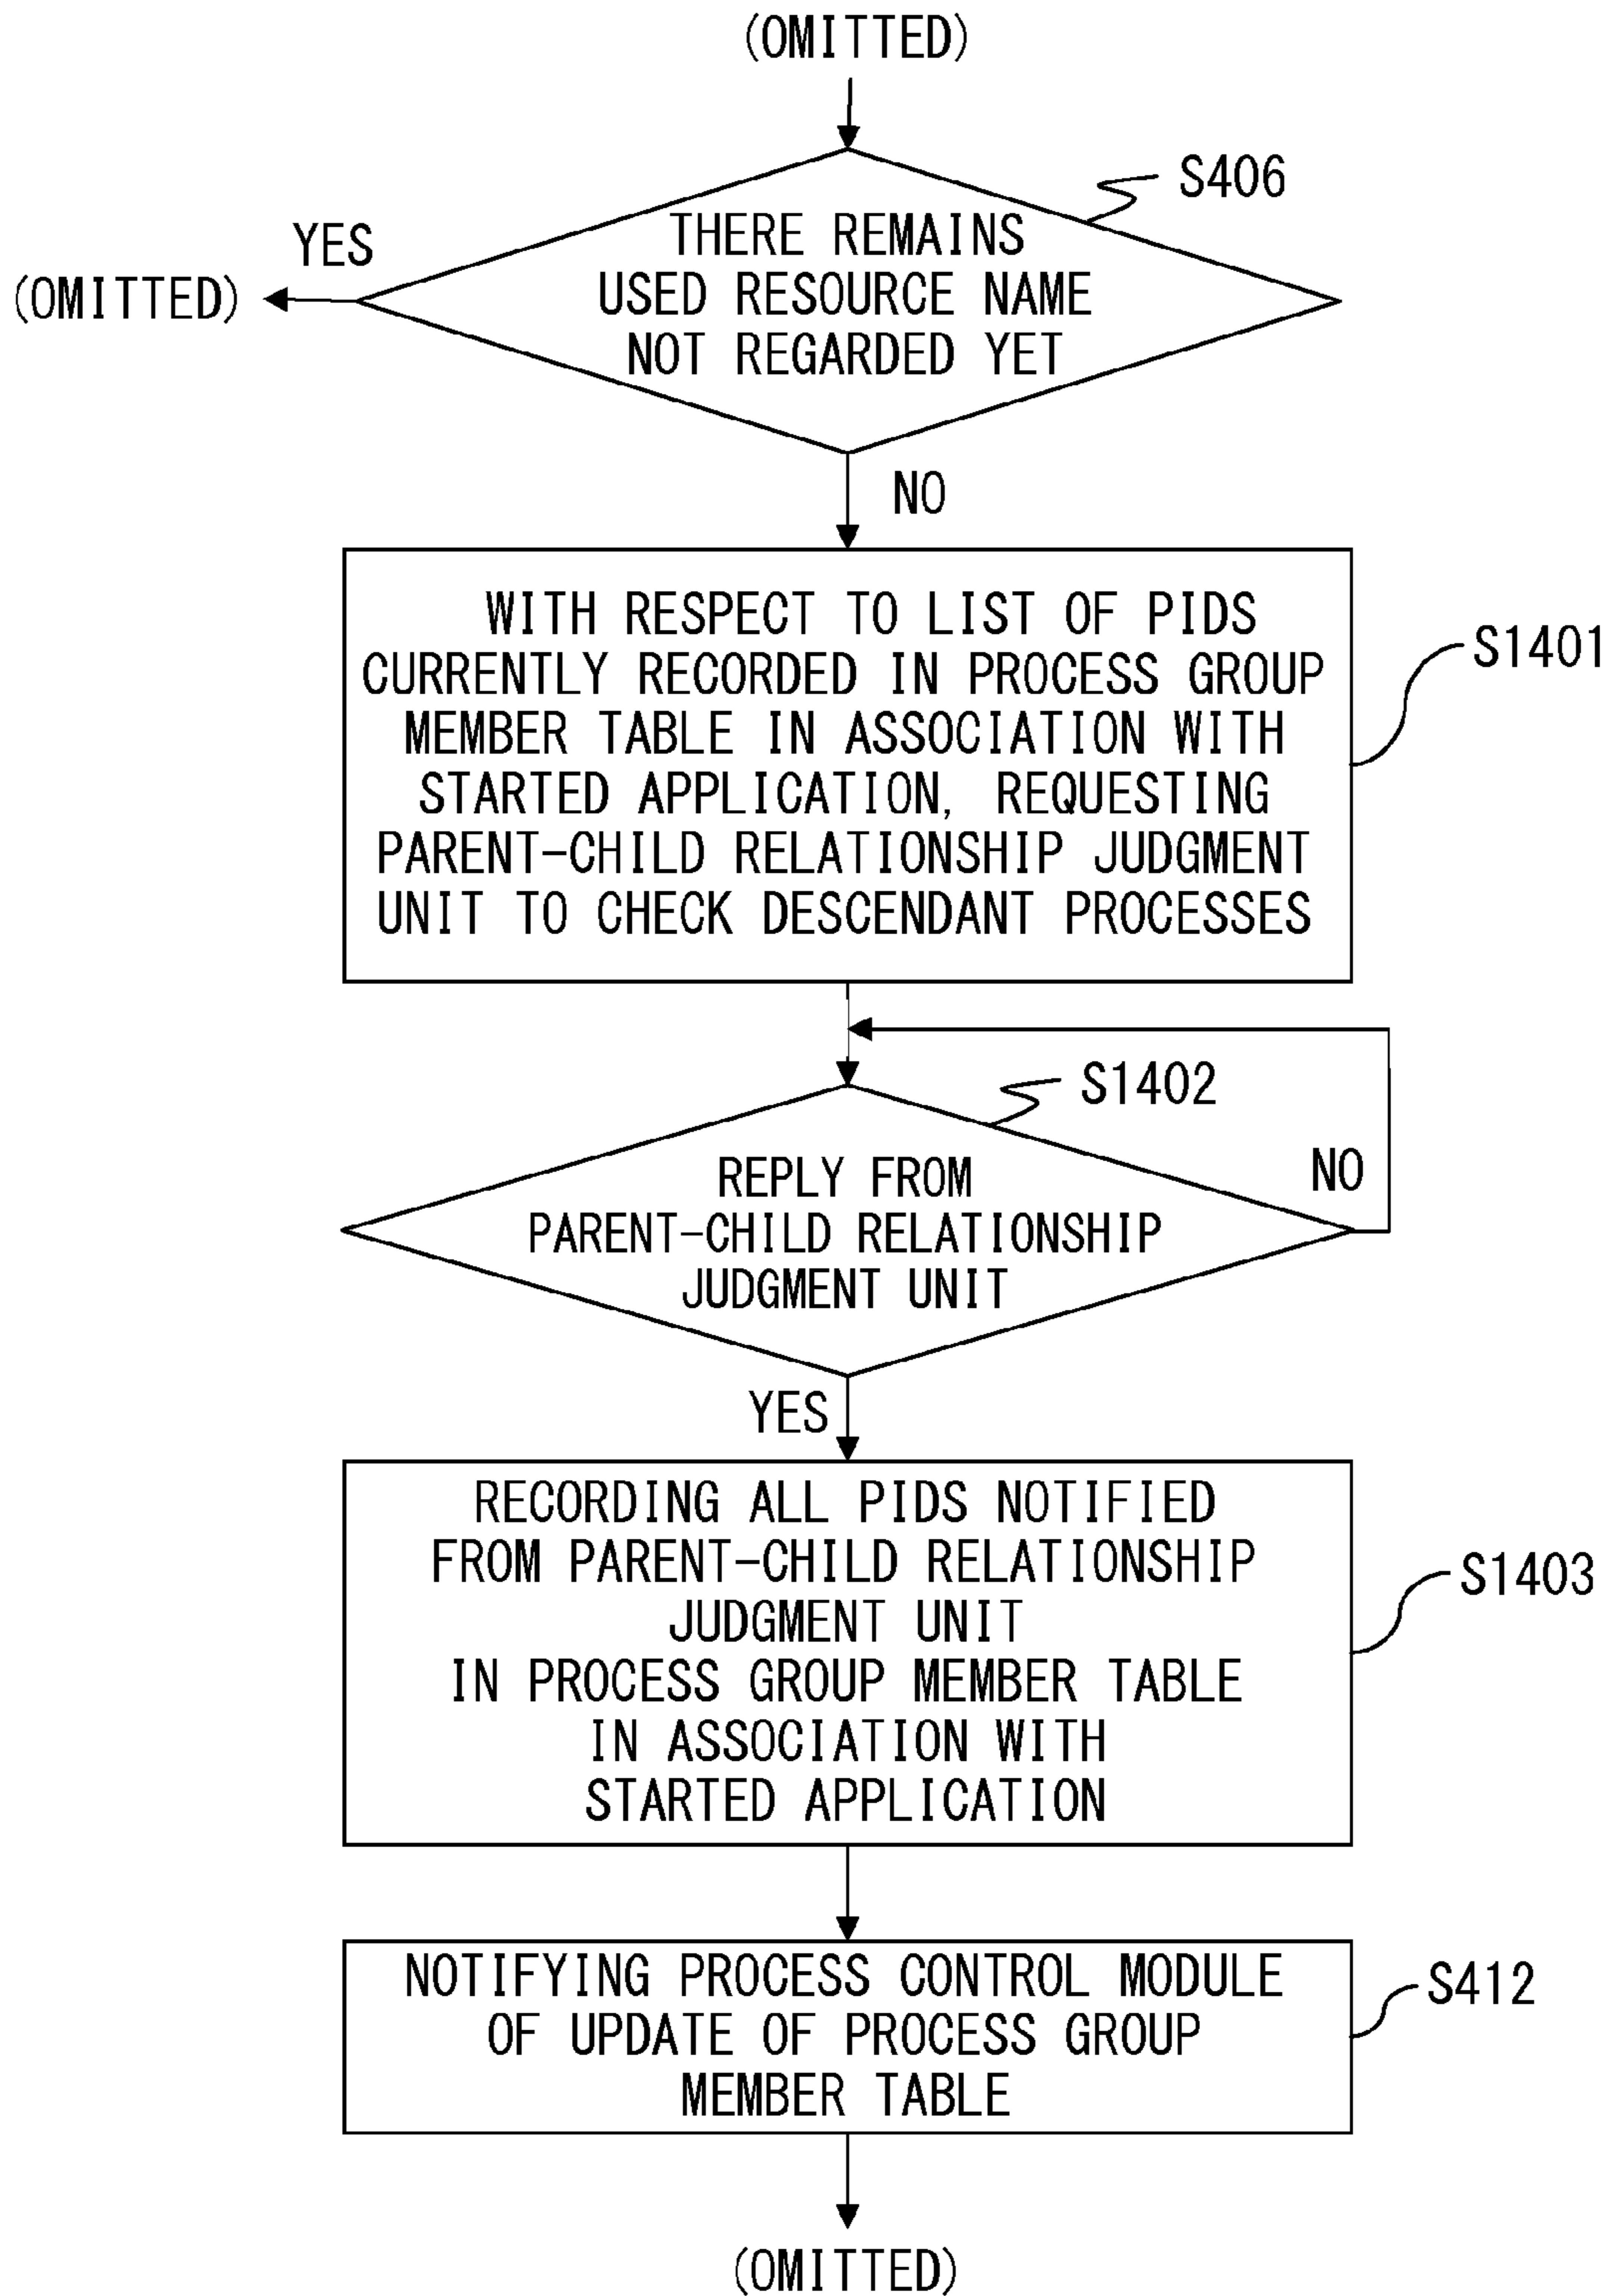 (OMITTED)
S406
THERE REMAINS
USED RESOURCE NAME
NOT REGARDED YET
YES
(OMITTED)
NO
WITH RESPECT TO LIST OF PIDS
CURRENTLY RECORDED IN PROCESS GROUP
MEMBER TABLE IN ASSOCIATION WITH
STARTED APPLICATION, REQUESTING
PARENT-CHILD RELATIONSHIP JUDGMENT
UNIT TO CHECK DESCENDANT PROCESSES
S1401
S1402
REPLY FROM
PARENT-CHILD RELATIONSHIP
JUDGMENT UNIT
NO
YES
RECORDING ALL PIDS NOTIFIED
FROM PARENT-CHILD RELATIONSHIP
JUDGMENT UNIT
IN PROCESS GROUP MEMBER TABLE
IN ASSOCIATION WITH
STARTED APPLICATION
S1403
NOTIFYING PROCESS CONTROL MODULE
OF UPDATE OF PROCESS GROUP
MEMBER TABLE
S412
(OMITTED)